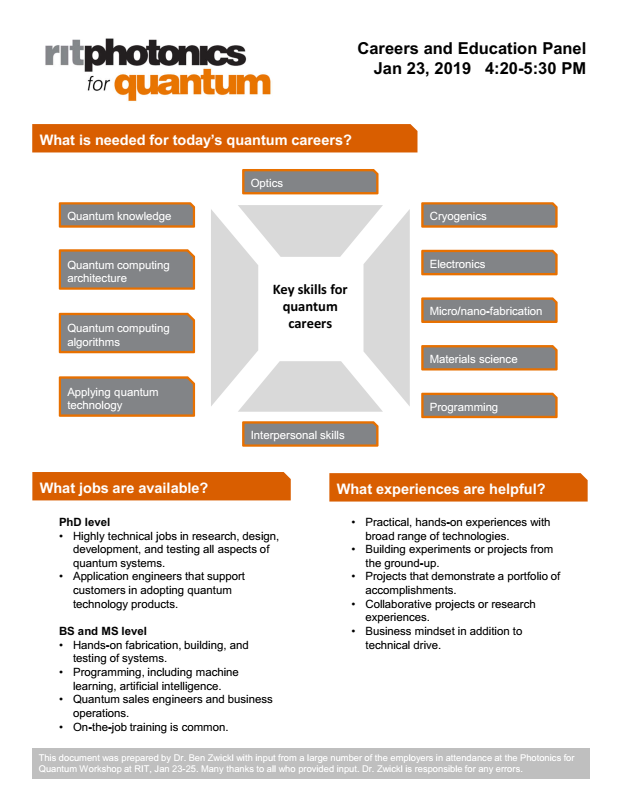 ritphotonics
for quantum
Careers and Education Panel
Jan 23, 2019 4:20-5:30 PM
What is needed for today's quantum careers?
Optics
Quantum knowledge
Quantum computing
architecture
Quantum computing
algorithms
Applying quantum
technology
Key skills for
quantum
careers
Cryogenics
Electronics
Micro/nano-fabrication
Materials science
Programming
Interpersonal skills
What jobs are available?
PhD level
• Highly technical jobs in research, design,
development, and testing all aspects of
quantum systems.
• Application engineers that support
customers in adopting quantum
technology products.
BS and MS level
• Hands-on fabrication, building, and
testing of systems.
• Programming, including machine
learning, artificial intelligence.
• Quantum sales engineers and business
operations.
• On-the-job training is common.
What experiences are helpful?
• Practical, hands-on experiences with
broad range of technologies.
• Building experiments or projects from
the ground-up.
• Projects that demonstrate a portfolio of
accomplishments.
• Collaborative projects or research
experiences.
• Business mindset in addition to
technical drive.
This document was prepared by Dr. Ben Zwickl with input from a large number of the employers in attendance at the Photonics for
Quantum Workshop at RIT, Jan 23-25. Many thanks to all who provided input. Dr. Zwickl is responsible for any errors.